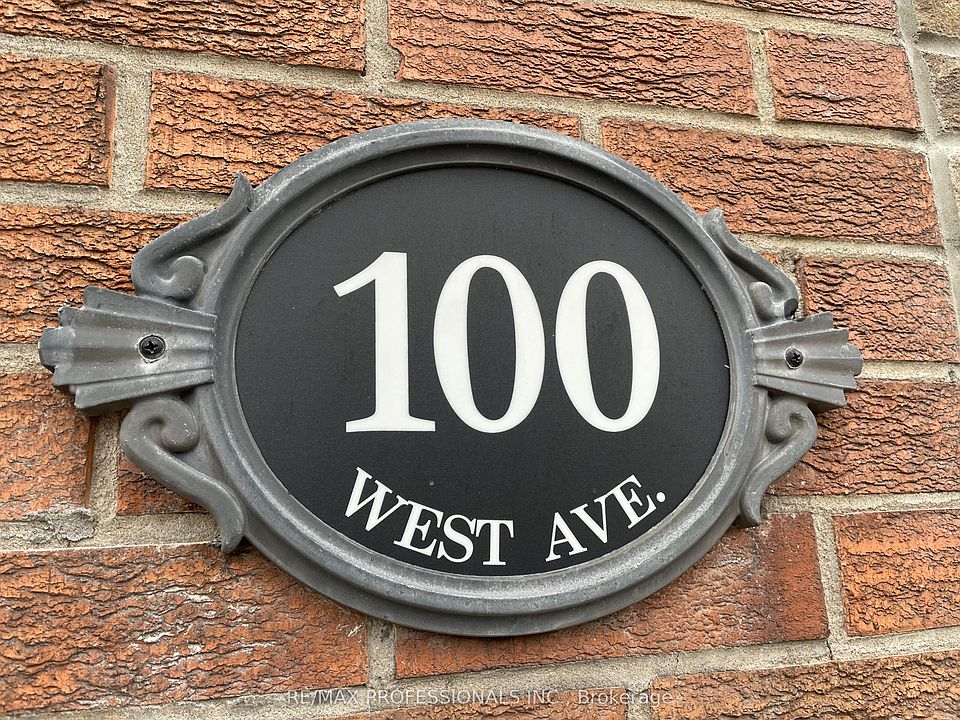 100
WEST AVE.
RE/MAX PROFESSIONALS INC., Brokerage